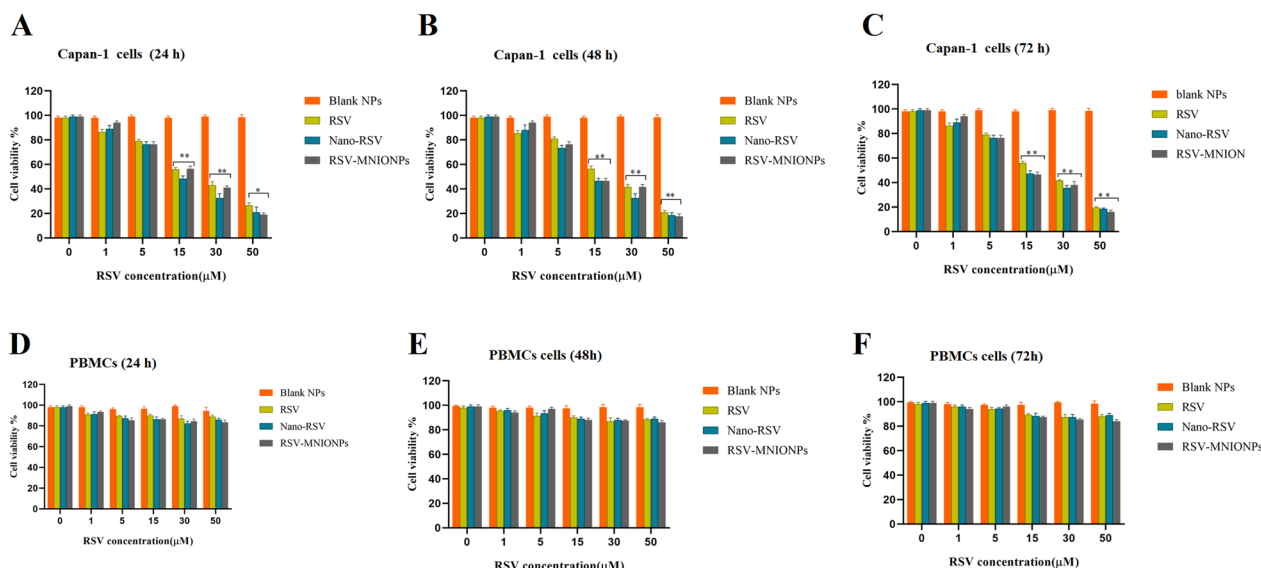 A
Capan-1 cells (24 h)
Cell viability %
120
100
80
60
40
20
0
**
**
*
0 1 5 15 30 50
RSV concentration(μM)
Blank NPs
RSV
Nano-RSV
RSV-MNIONPs
B
Capan-1 cells (48 h)
Cell viability %
120
100
80
60
40
20
0
**
**
**
0 1 5 15 30 50
RSV concentration(μM)
Blank NPs
RSV
Nano-RSV
RSV-MNIONPs
C
Capan-1 cells (72 h)
Cell viability %
120
100
80
60
40
20
0
**
**
**
0 1 5 15 30 50
RSV concentration(μM)
blank NPs
RSV
Nano-RSV
RSV-MNION
D
PBMCs (24 h)
Cell viability %
120
100
80
60
40
20
0
0 1 5 15 30 50
RSV concentration(μM)
Blank NPs
RSV
Nano-RSV
RSV-MNIONPs
E
PBMCs cells (48h)
Cell viability %
120
100
80
60
40
20
0
0 1 5 15 30 50
RSV concentration(μM)
Blank NPs
RSV
Nano-RSV
RSV-MNIONPs
F
PBMCs cells (72h)
Cell viability %
120
100
80
60
40
20
0
0 1 5 15 30 50
RSV concentration(μM)
Blank NPs
RSV
Nano-RSV
RSV-MNIONPs